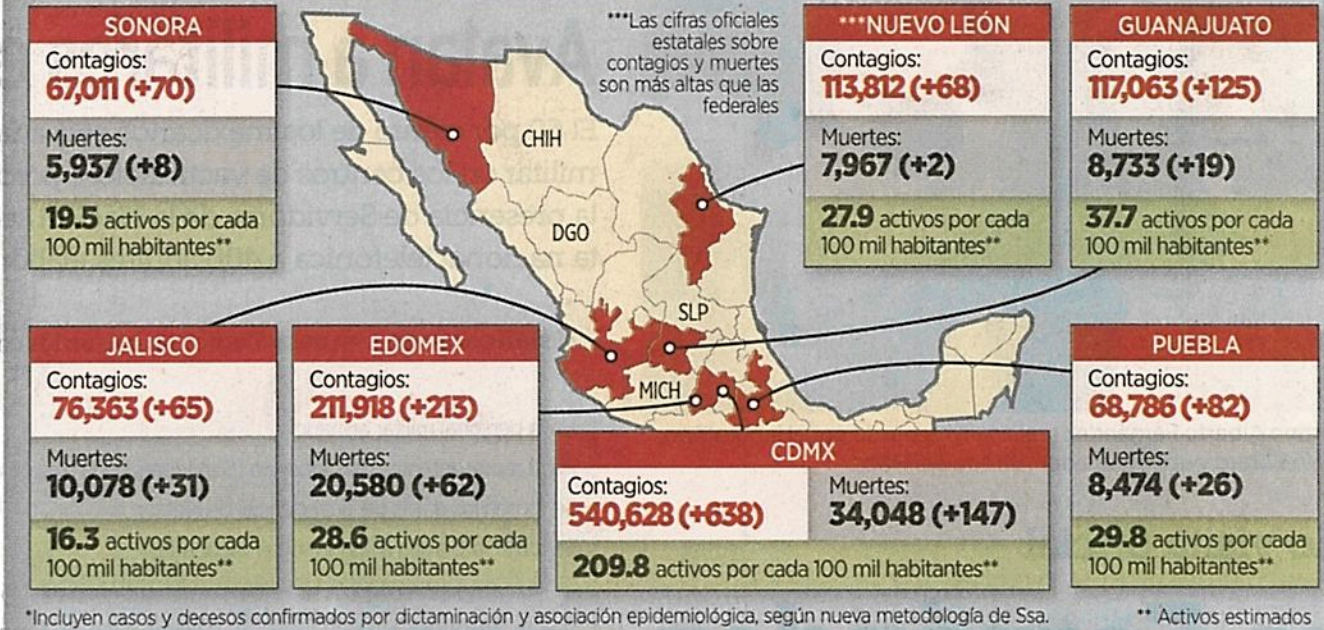 SONORA
Contagios:
67,011 (+70)
Muertes:
5,937 (+8)
19.5 activos por cada
100 mil habitantes**
***Las cifras oficiales
estatales sobre
contagios y muertes
son más altas que las
federales
***NUEVO LEÓN
Contagios:
113,812 (+68)
Muertes:
7,967 (+2)
27.9 activos por cada
100 mil habitantes**
GUANAJUATO
Contagios:
117,063 (+125)
Muertes:
8,733 (+19)
37.7 activos por cada
100 mil habitantes**
CHIH
DGO
SLP
MICH
JALISCO
Contagios:
76,363 (+65)
Muertes:
10,078 (+31)
16.3 activos por cada
100 mil habitantes**
EDOMEX
Contagios:
211,918 (+213)
Muertes:
20,580 (+62)
28.6 activos por cada
100 mil habitantes**
CDMX
Contagios:
540,628 (+638)
Muertes:
34,048 (+147)
209.8 activos por cada 100 mil habitantes**
PUEBLA
Contagios:
68,786 (+82)
Muertes:
8,474 (+26)
29.8 activos por cada
100 mil habitantes**
*Incluyen casos y decesos confirmados por dictaminación y asociación epidemiológica, según nueva metodología de Ssa.
** Activos estimados